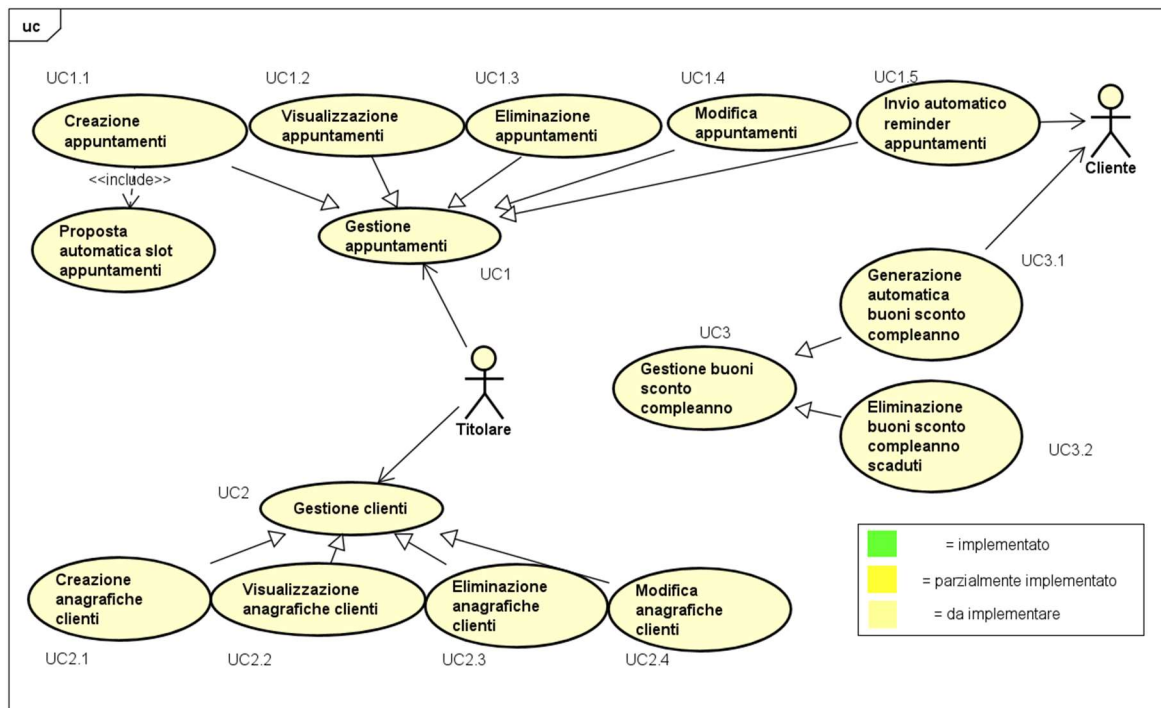 uc
UC1.1
UC1.2
UC1.3
UC1.4
UC1.5
Creazione
appuntamenti
Visualizzazione
appuntamenti
Eliminazione
appuntamenti
Modifica
appuntamenti
Invio automatico
reminder
appuntamenti
Cliente
<<include>>
Proposta
automatica slot
appuntamenti
Gestione
appuntamenti
UC1
UC3.1
Generazione
automatica
buoni sconto
compleanno
UC3
Gestione buoni
sconto
compleanno
Eliminazione
buoni sconto
compleanno
scaduti
UC3.2
Titolare
UC2
Gestione clienti
Creazione
anagrafiche
clienti
Visualizzazione
anagrafiche clienti
Eliminazione
anagrafiche
clienti
Modifica
anagrafiche
clienti
UC2.1
UC2.2
UC2.3
UC2.4
= implementato
= parzialmente implementato
= da implementare